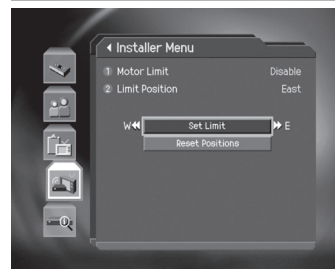 Installer Menu
1 Motor Limit Disable
2 Limit Position East
W Set Limit E
Reset Positions